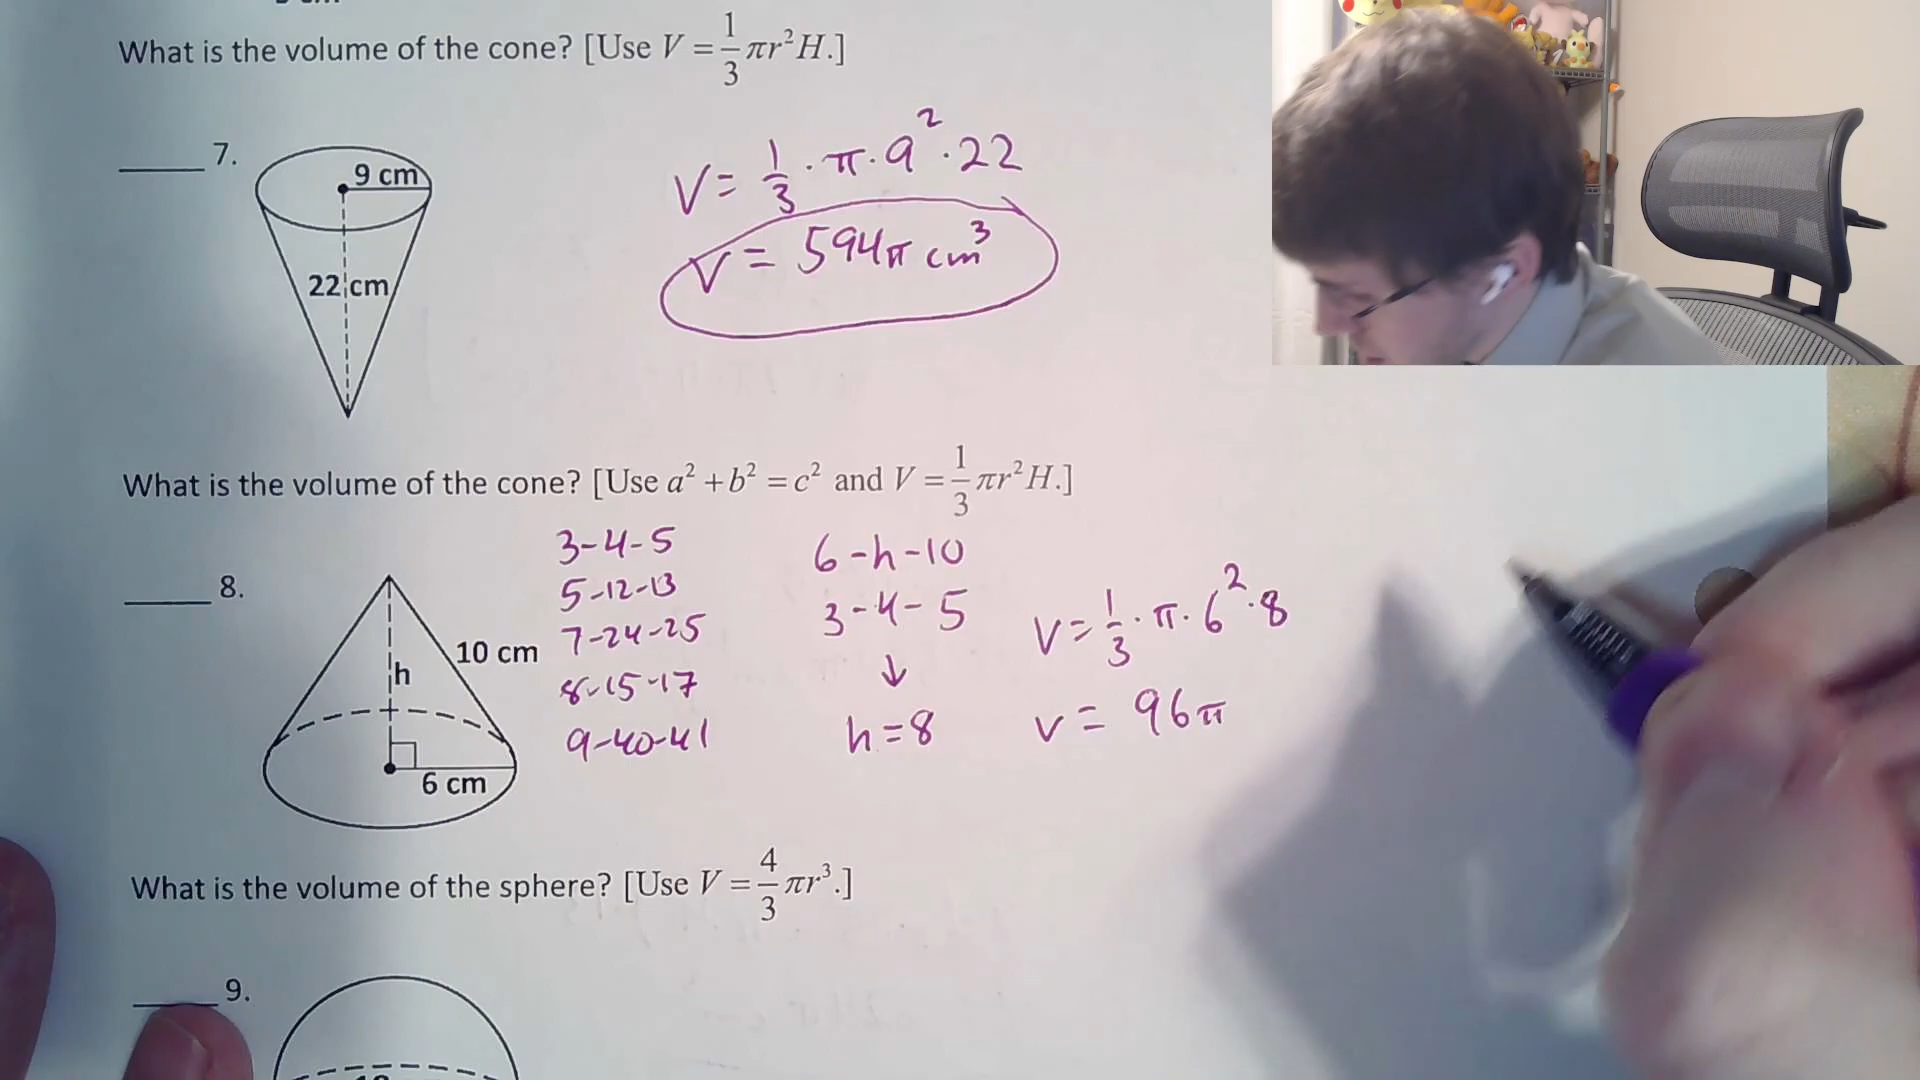 What is the volume of the cone? [Use V = 1/3 πr²H.]
7.
9 cm
22 cm
V = 1/3 · π · 9² · 22
V = 594π cm³
What is the volume of the cone? [Use a² + b² = c² and V = 1/3 πr²H.]
8.
10 cm
h
6 cm
3-4-5
5-12-13
7-24-25
8-15-17
9-40-41
6-h-10
3-4-5
↓
h = 8
V = 1/3 · π · 6² · 8
V = 96π
What is the volume of the sphere? [Use V = 4/3 πr³.]
9.